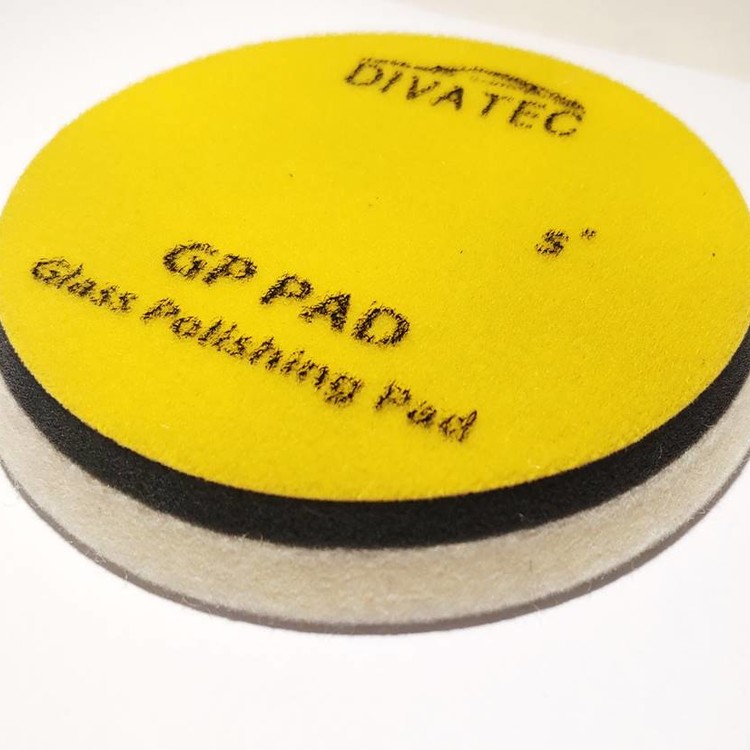 DIVATEC
5"
GP PAD
Glass Polishing Pad